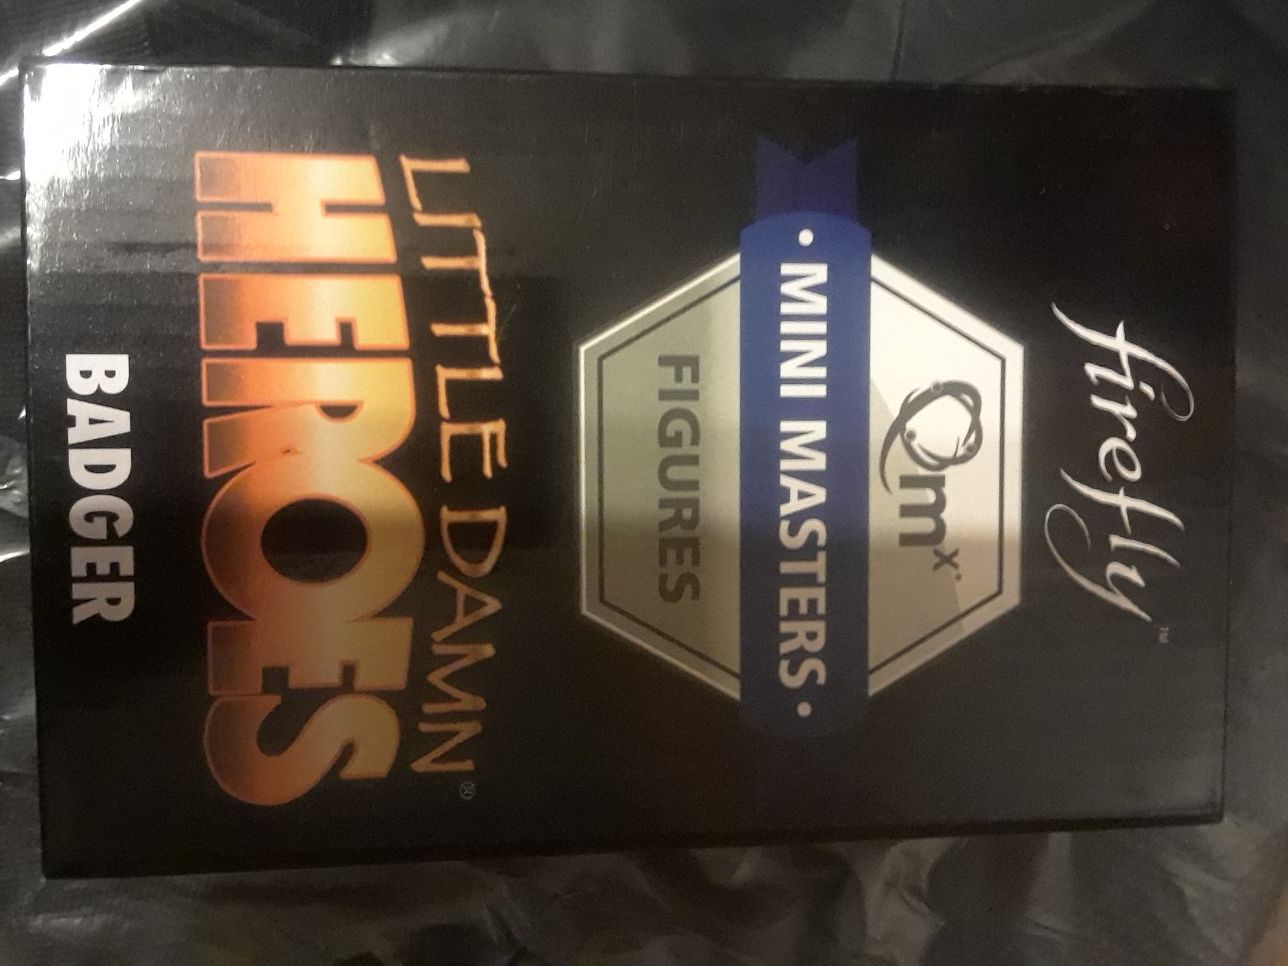 firefly™
Qmx
MINI MASTERS
FIGURES
LITTLE DAMN®
HEROES
BADGER